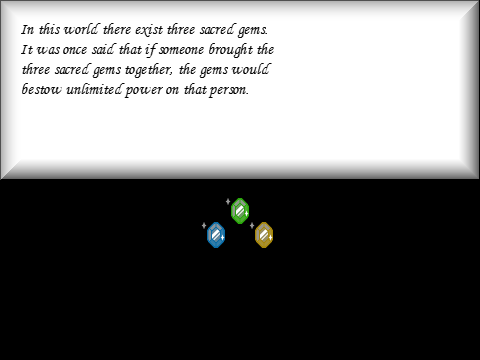 In this world there exist three sacred gems.
It was once said that if someone brought the
three sacred gems together, the gems would
bestow unlimited power on that person.